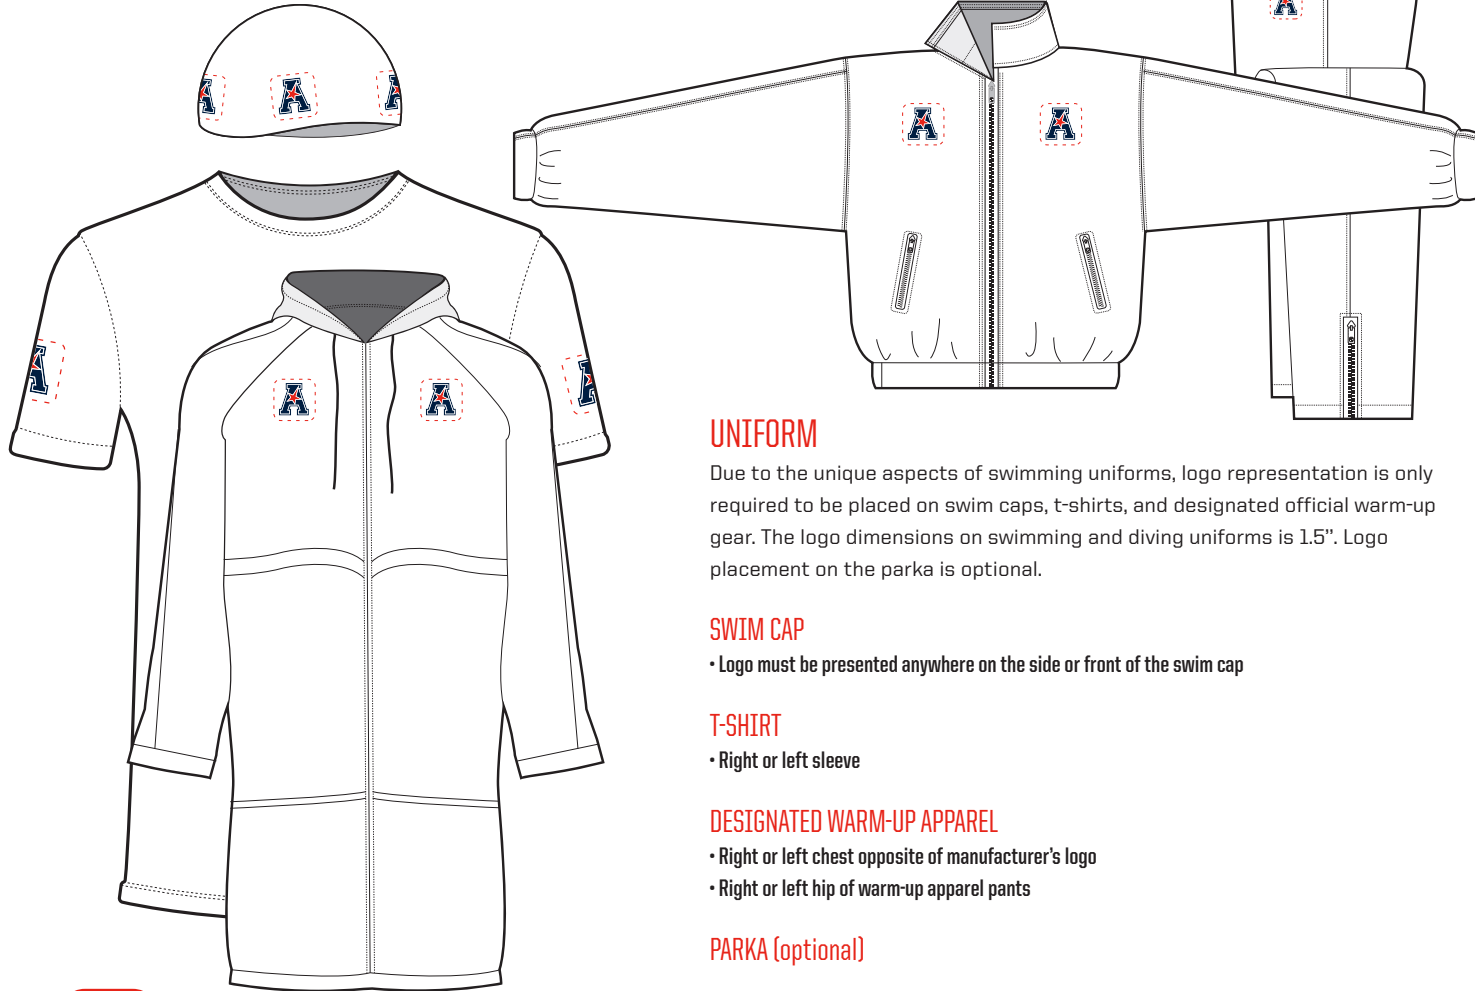 UNIFORM
Due to the unique aspects of swimming uniforms, logo representation is only
required to be placed on swim caps, t-shirts, and designated official warm-up
gear. The logo dimensions on swimming and diving uniforms is 1.5”. Logo
placement on the parka is optional.
SWIM CAP
• Logo must be presented anywhere on the side or front of the swim cap
T-SHIRT
• Right or left sleeve
DESIGNATED WARM-UP APPAREL
• Right or left chest opposite of manufacturer’s logo
• Right or left hip of warm-up apparel pants
PARKA (optional)